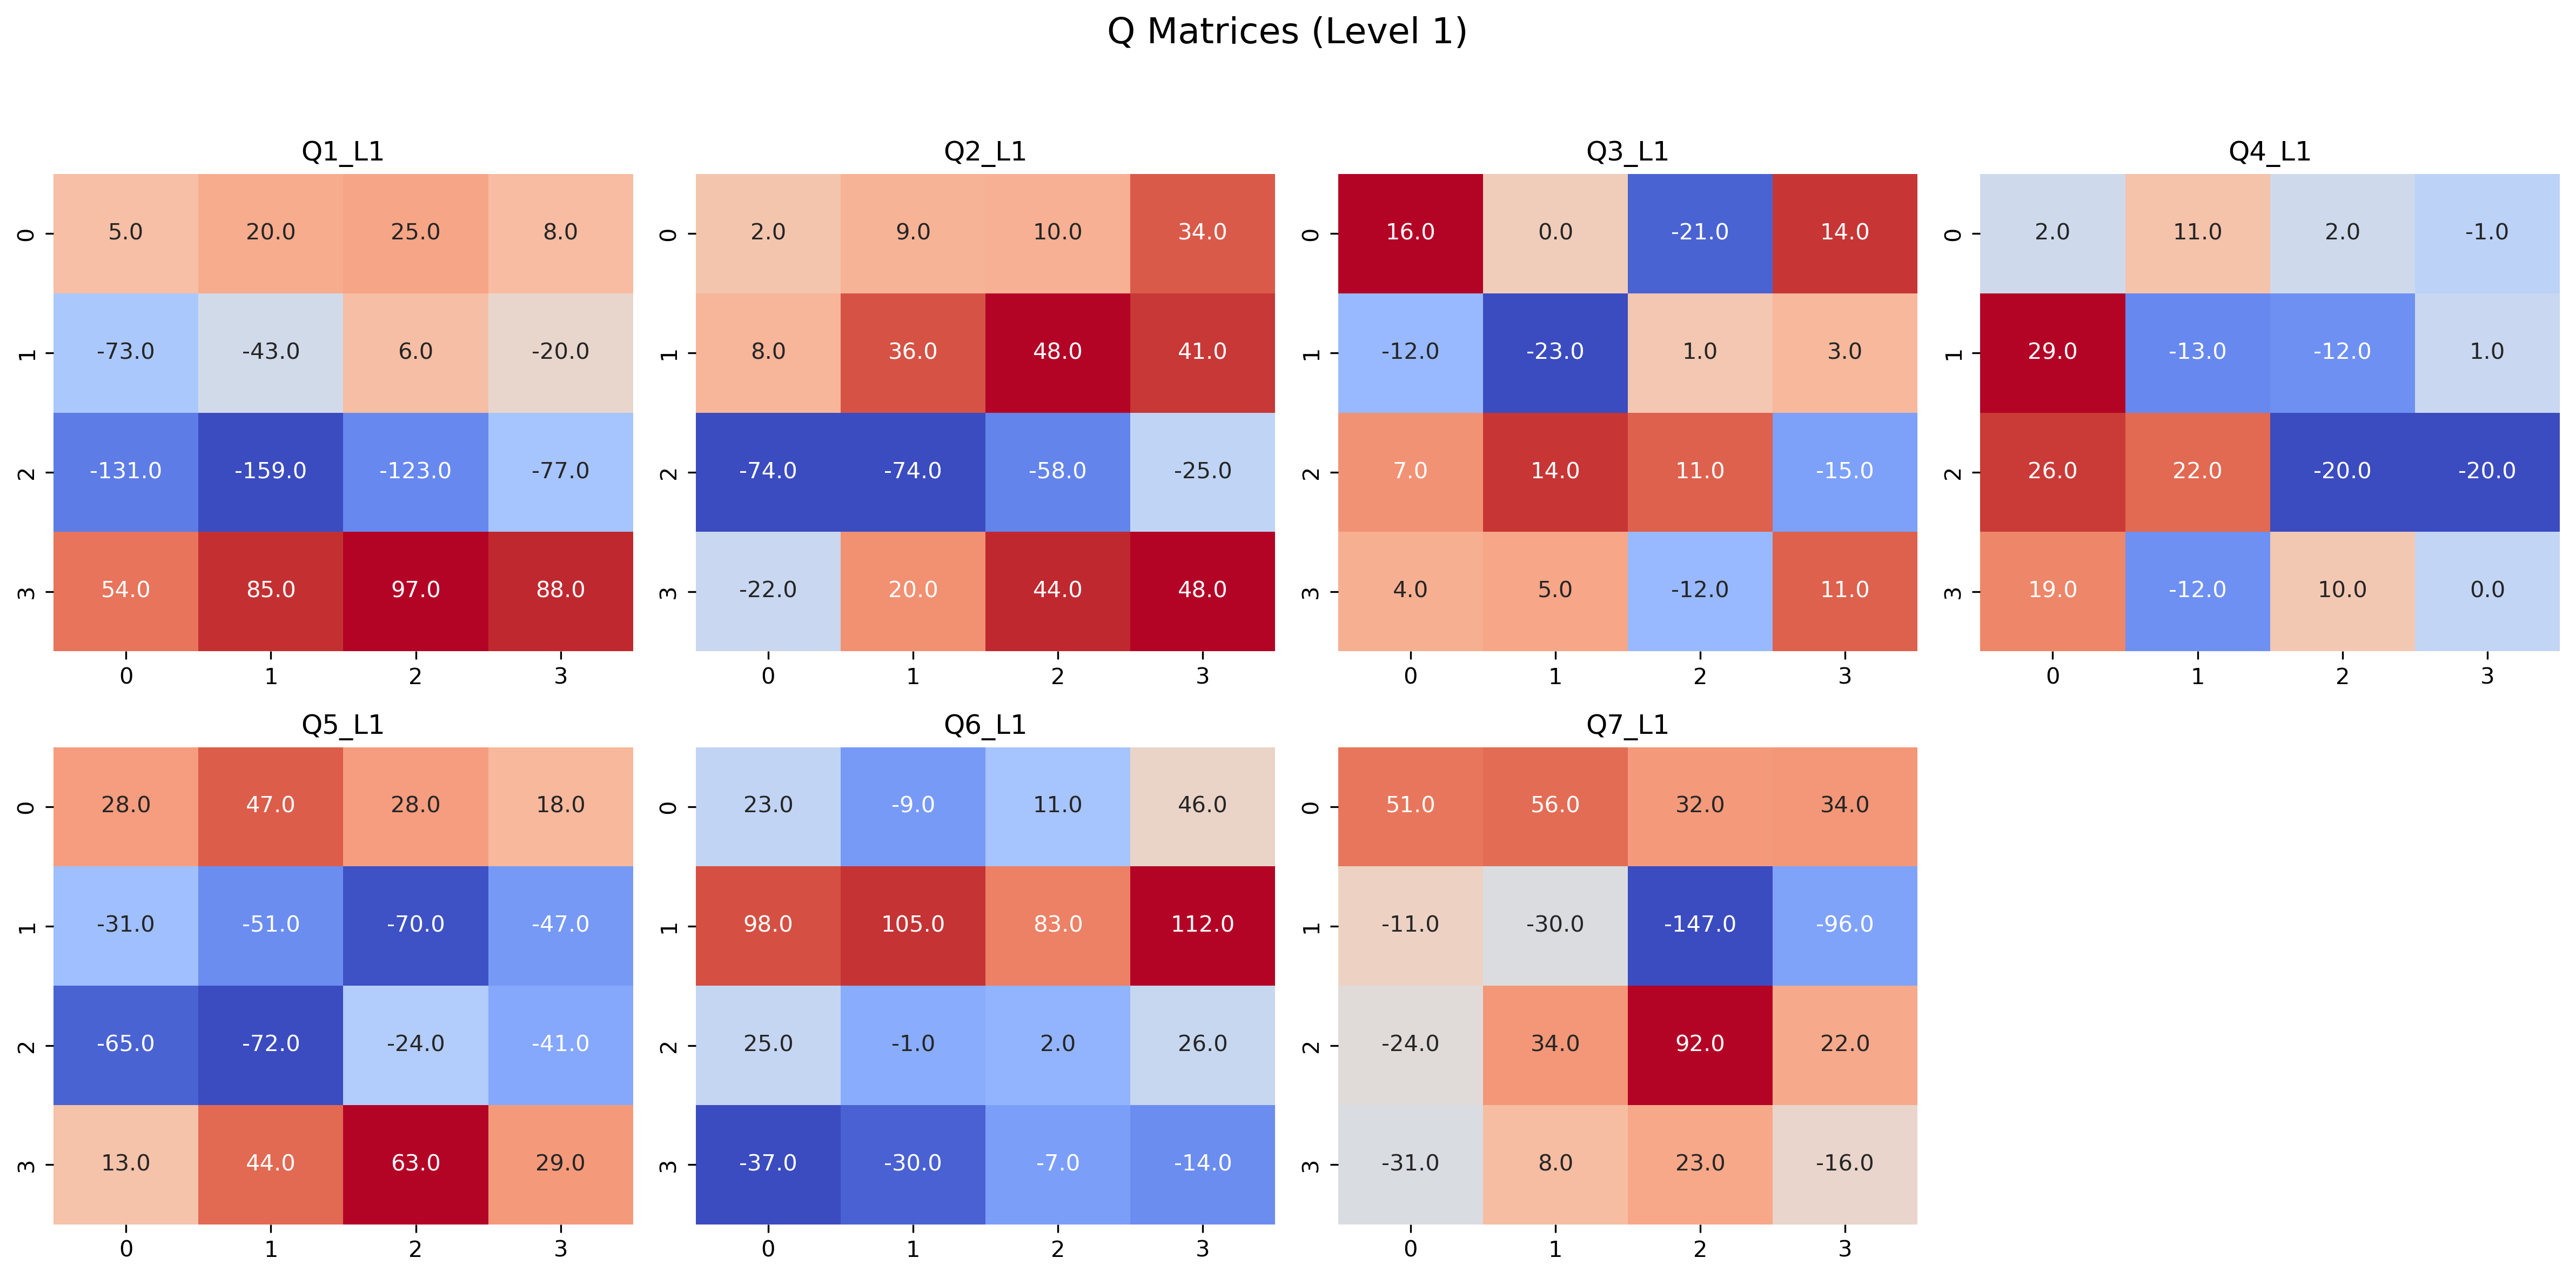 Q Matrices (Level 1)
Q1_L1 Q2_L1 Q3_L1 Q4_L1
0 5.0 20.0 25.0 8.0 0 2.0 9.0 10.0 34.0 0 16.0 0.0 -21.0 14.0 0 2.0 11.0 2.0 -1.0
1 -73.0 -43.0 6.0 -20.0 1 8.0 36.0 48.0 41.0 1 -12.0 -23.0 1.0 3.0 1 29.0 -13.0 -12.0 1.0
2 -131.0 -159.0 -123.0 -77.0 2 -74.0 -74.0 -58.0 -25.0 2 7.0 14.0 11.0 -15.0 2 26.0 22.0 -20.0 -20.0
3 54.0 85.0 97.0 88.0 3 -22.0 20.0 44.0 48.0 3 4.0 5.0 -12.0 11.0 3 19.0 -12.0 10.0 0.0
0 1 2 3 0 1 2 3 0 1 2 3 0 1 2 3
Q5_L1 Q6_L1 Q7_L1
0 28.0 47.0 28.0 18.0 0 23.0 -9.0 11.0 46.0 0 51.0 56.0 32.0 34.0
1 -31.0 -51.0 -70.0 -47.0 1 98.0 105.0 83.0 112.0 1 -11.0 -30.0 -147.0 -96.0
2 -65.0 -72.0 -24.0 -41.0 2 25.0 -1.0 2.0 26.0 2 -24.0 34.0 92.0 22.0
3 13.0 44.0 63.0 29.0 3 -37.0 -30.0 -7.0 -14.0 3 -31.0 8.0 23.0 -16.0
0 1 2 3 0 1 2 3 0 1 2 3